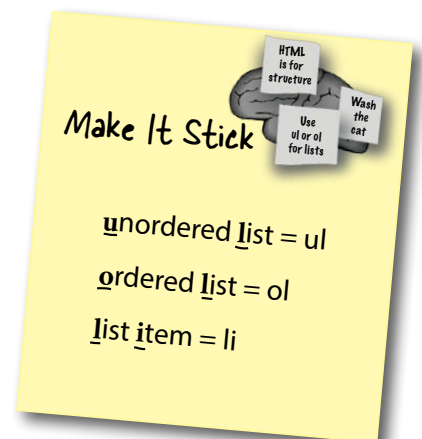 HTML
is for
structure
Wash
the
cat
Use
ul or ol
for lists
Make It Stick
unordered list = ul
ordered list = ol
list item = li